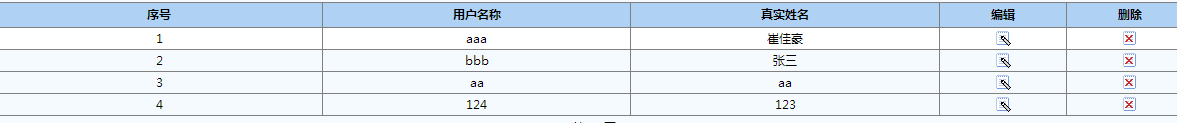 序号 用户名称 真实姓名 编辑 删除
1 aaa 崔佳豪
2 bbb 张三
3 aa aa
4 124 123